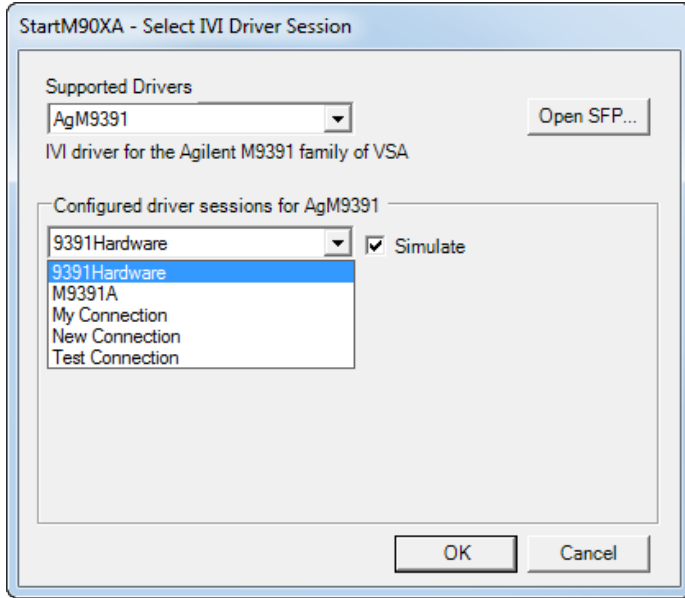 StartM90XA - Select IVI Driver Session
Supported Drivers
AgM9391
Open SFP...
IVI driver for the Agilent M9391 family of VSA
Configured driver sessions for AgM9391
9391Hardware
Simulate
9391Hardware
M9391A
My Connection
New Connection
Test Connection
OK
Cancel